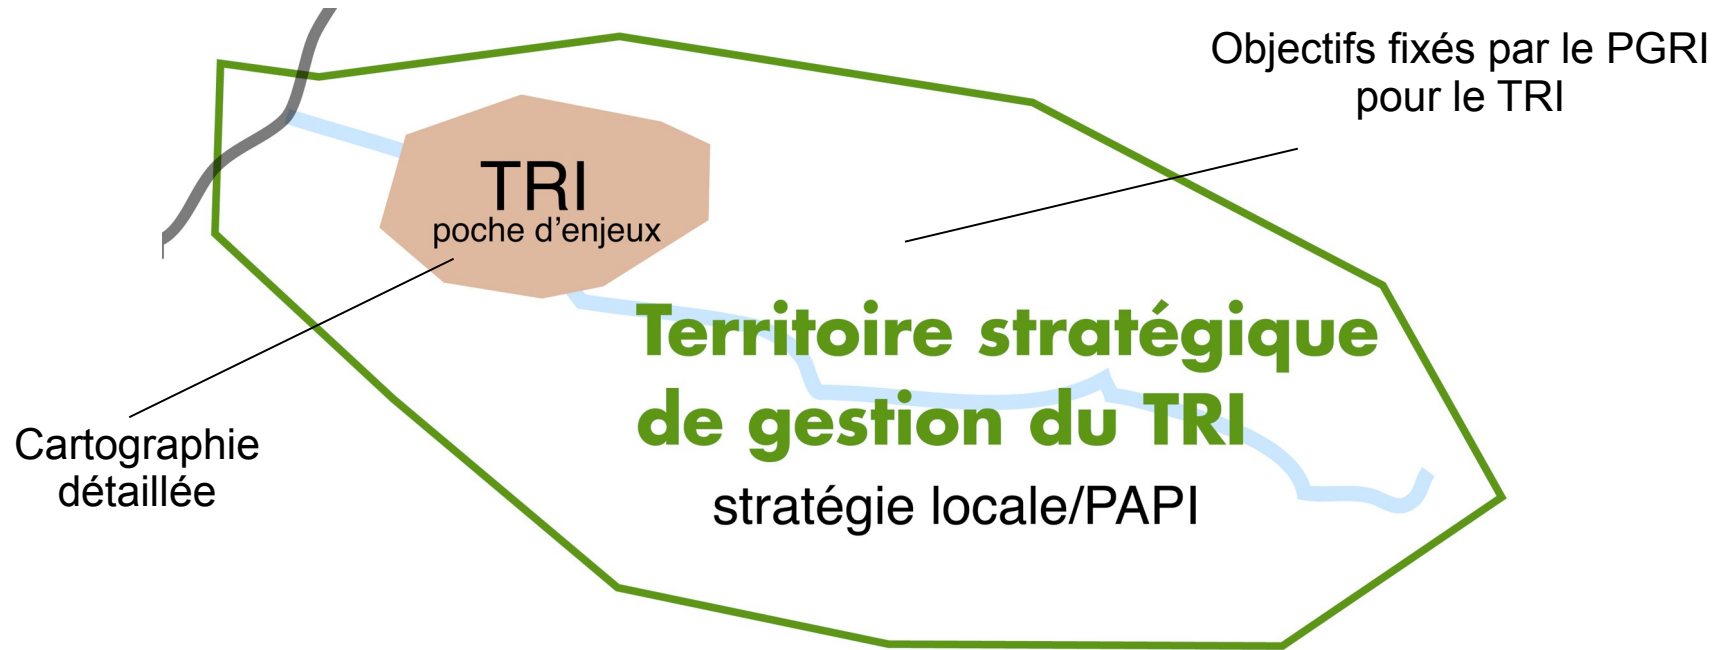 Objectifs fixés par le PGRI
pour le TRI
TRI
poche d'enjeux
Territoire stratégique
de gestion du TRI
stratégie locale/PAPI
Cartographie
détaillée